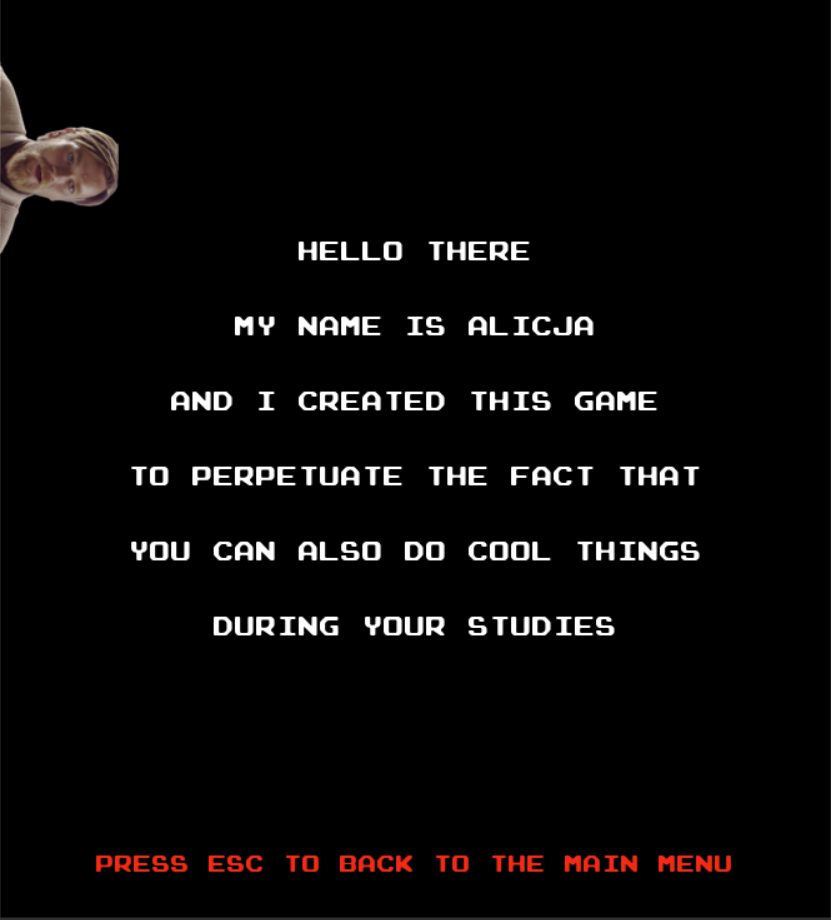 HELLO THERE
MY NAME IS ALICJA
AND I CREATED THIS GAME
TO PERPETUATE THE FACT THAT
YOU CAN ALSO DO COOL THINGS
DURING YOUR STUDIES
PRESS ESC TO BACK TO THE MAIN MENU